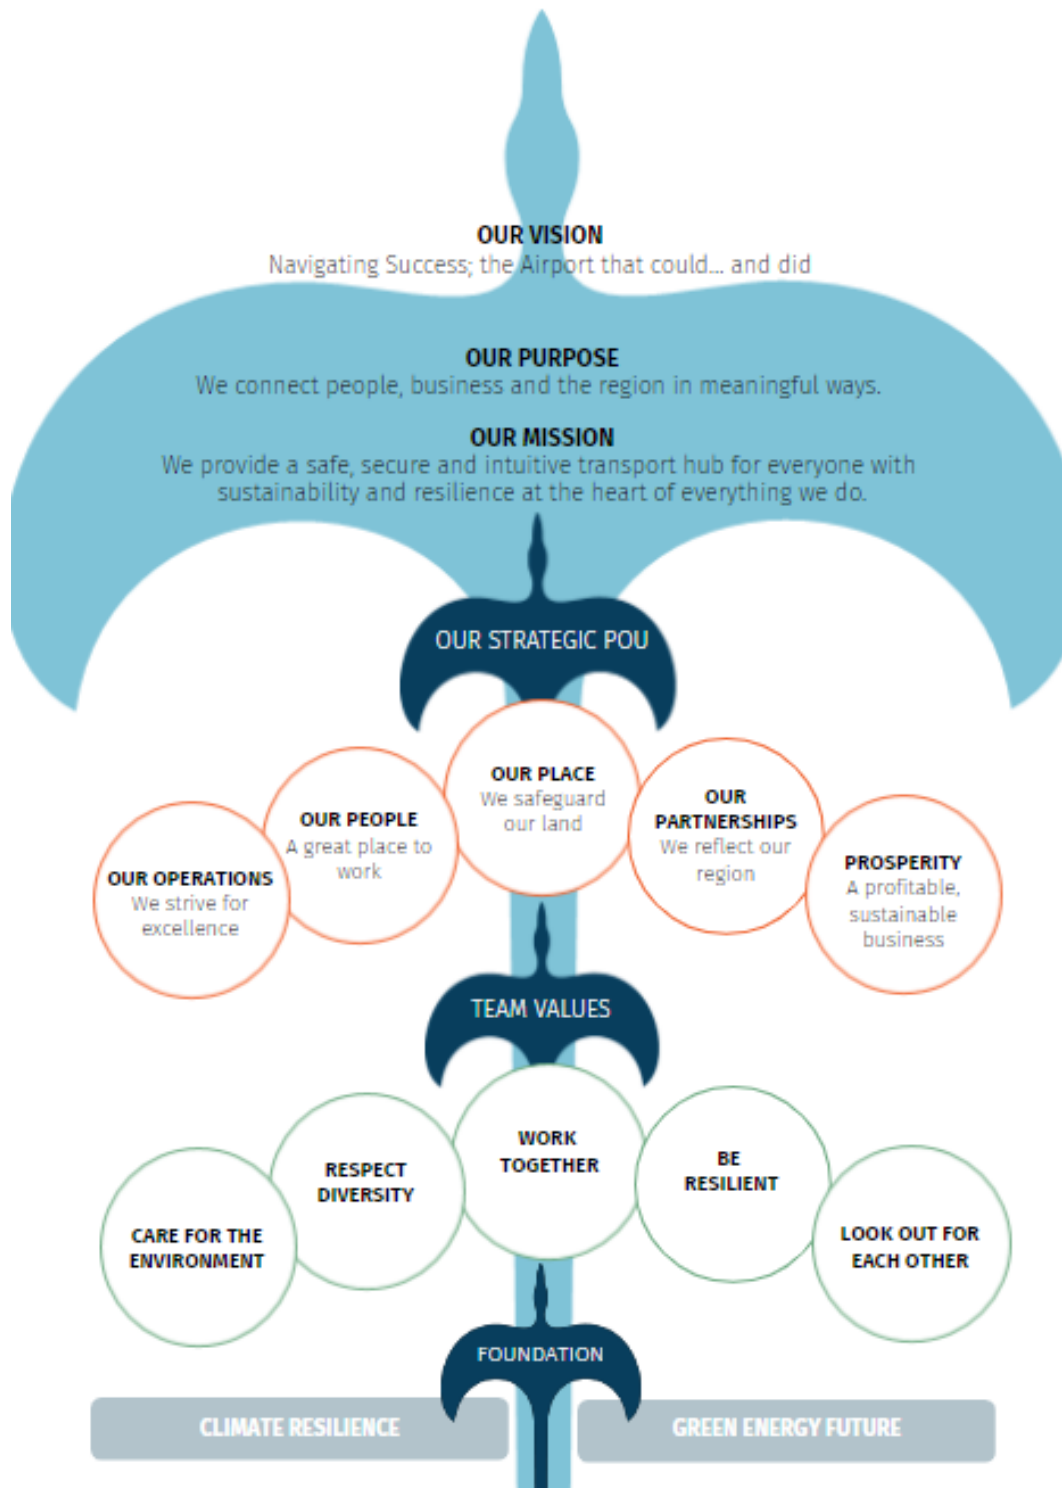 OUR VISION
Navigating Success; the Airport that could... and did
OUR PURPOSE
We connect people, business and the region in meaningful ways.
OUR MISSION
We provide a safe, secure and intuitive transport hub for everyone with
sustainability and resilience at the heart of everything we do.
OUR STRATEGIC POU
OUR OPERATIONS
We strive for
excellence
OUR PEOPLE
A great place to
work
OUR PLACE
We safeguard
our land
OUR
PARTNERSHIPS
We reflect our
region
PROSPERITY
A profitable,
sustainable
business
TEAM VALUES
CARE FOR THE
ENVIRONMENT
RESPECT
DIVERSITY
WORK
TOGETHER
BE
RESILIENT
LOOK OUT FOR
EACH OTHER
FOUNDATION
CLIMATE RESILIENCE
GREEN ENERGY FUTURE